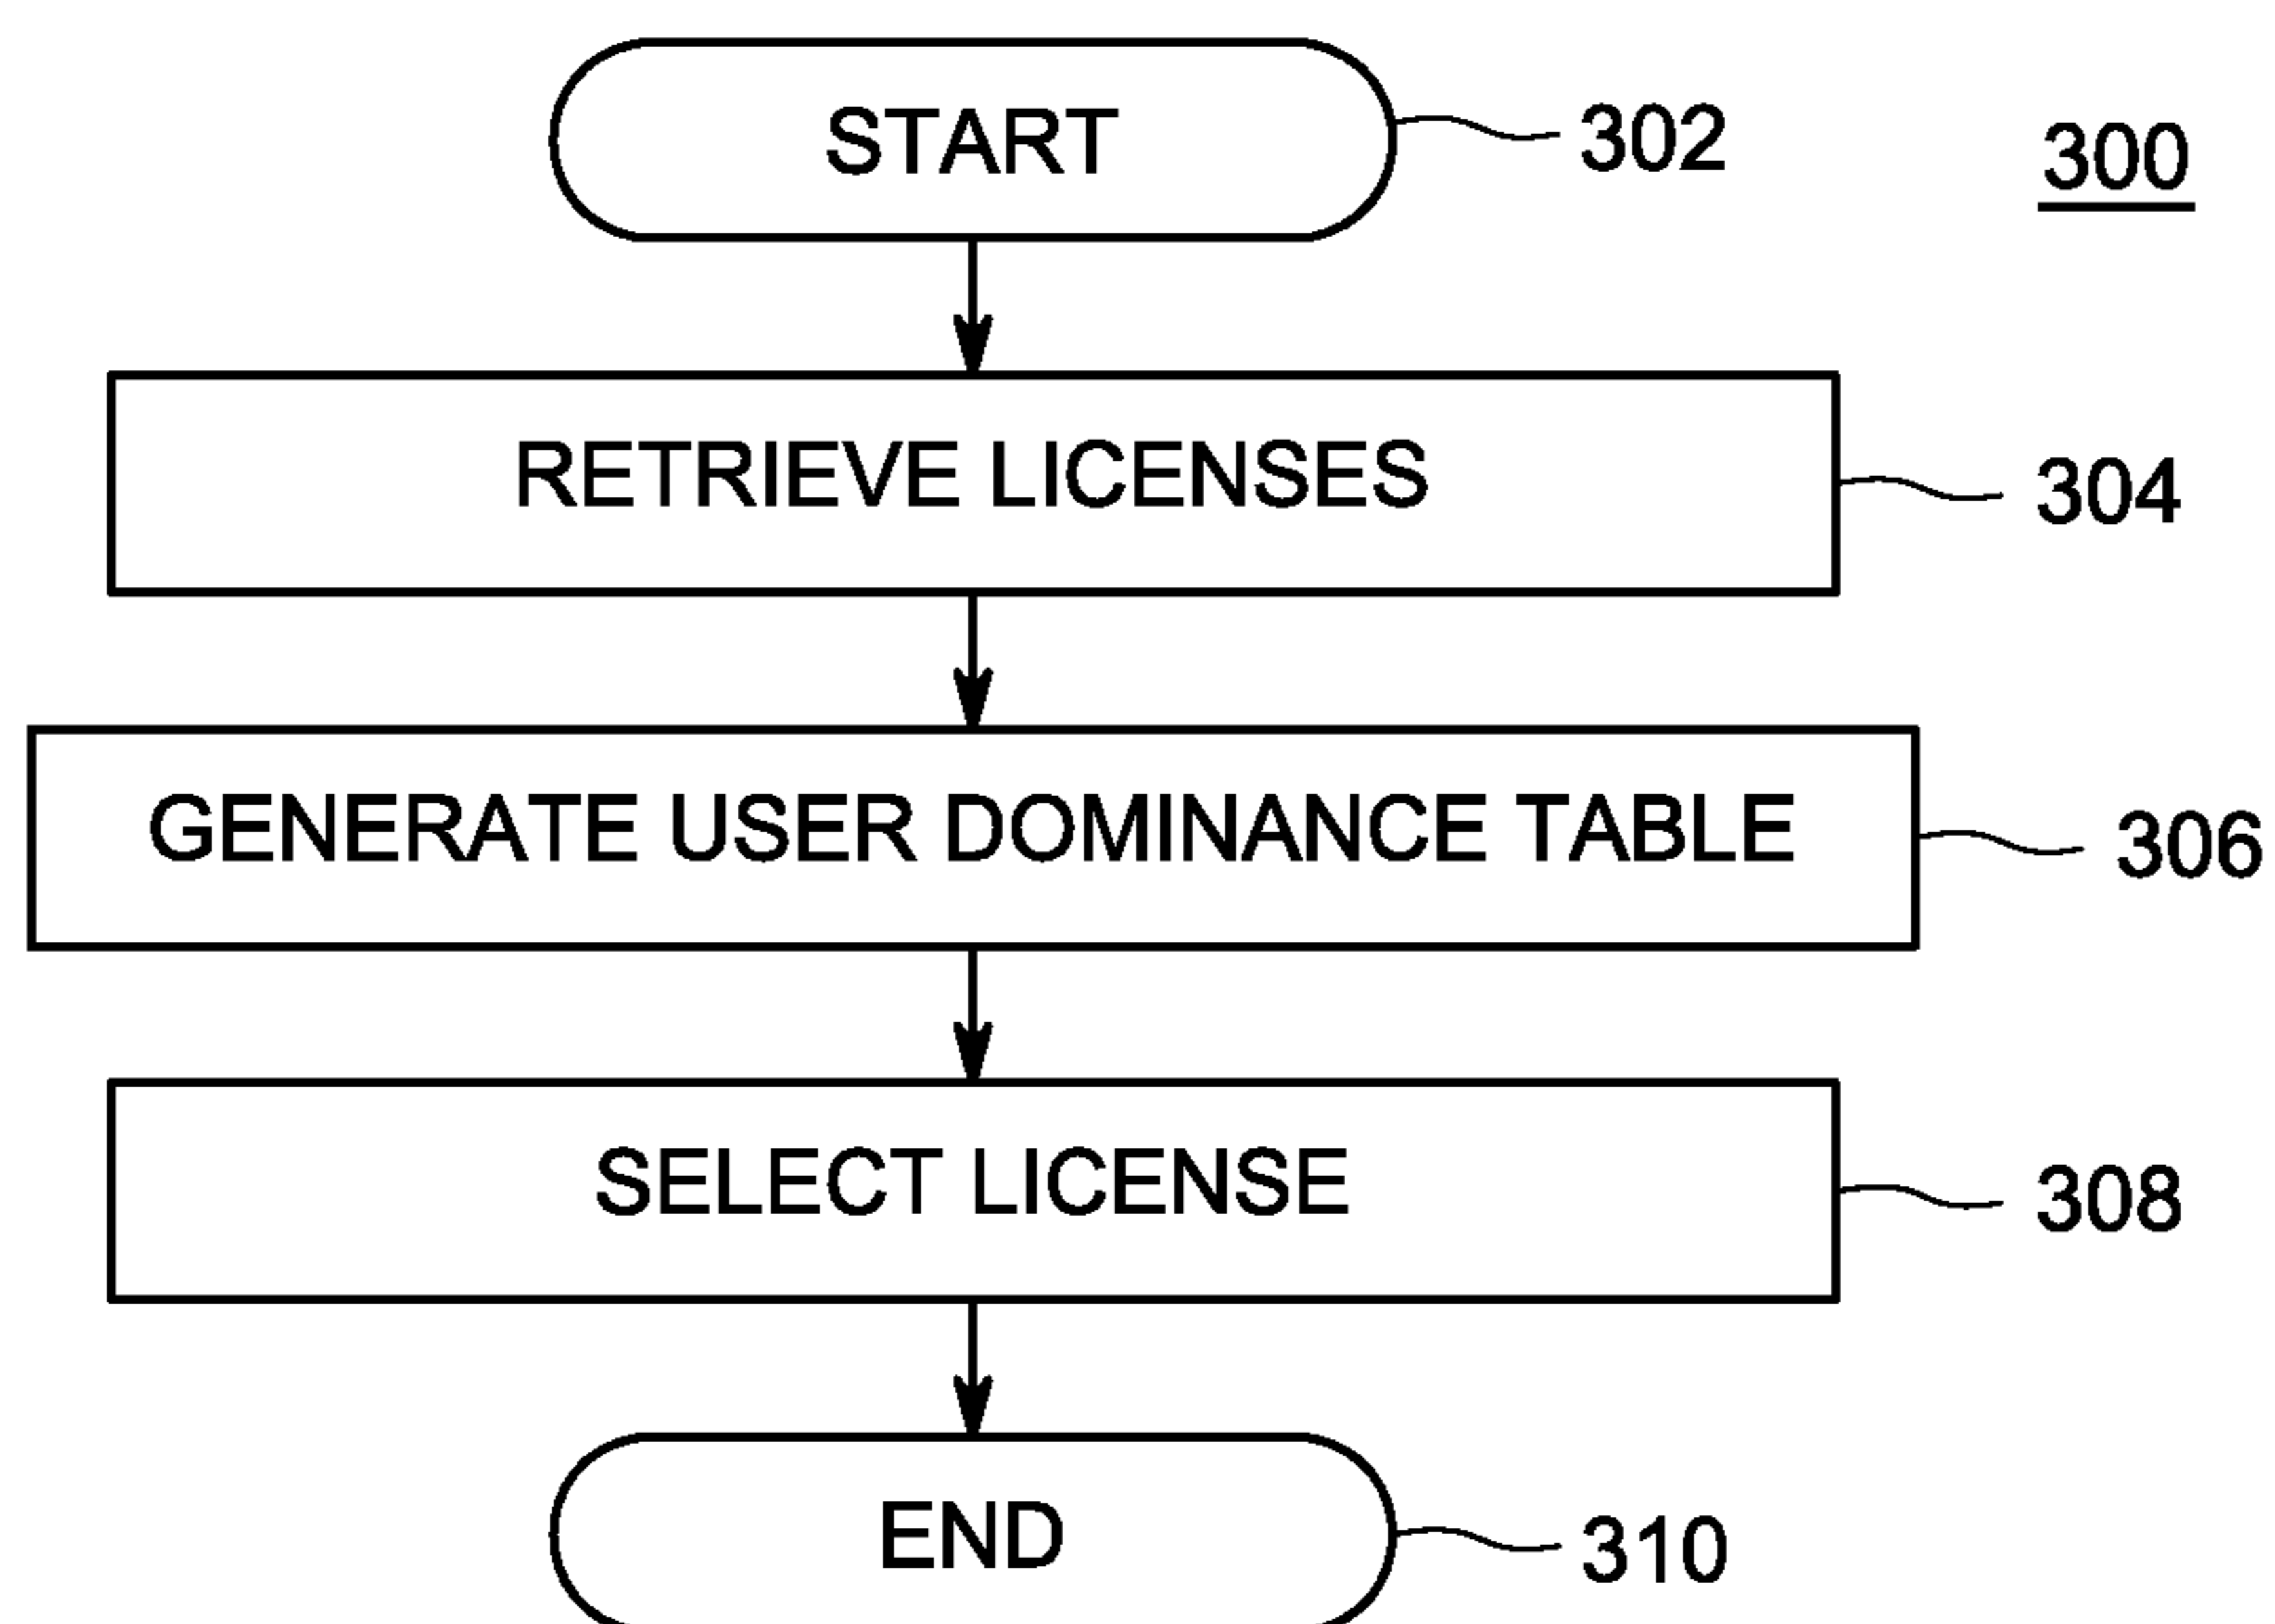 START
302
300
RETRIEVE LICENSES
304
GENERATE USER DOMINANCE TABLE
306
SELECT LICENSE
308
END
310